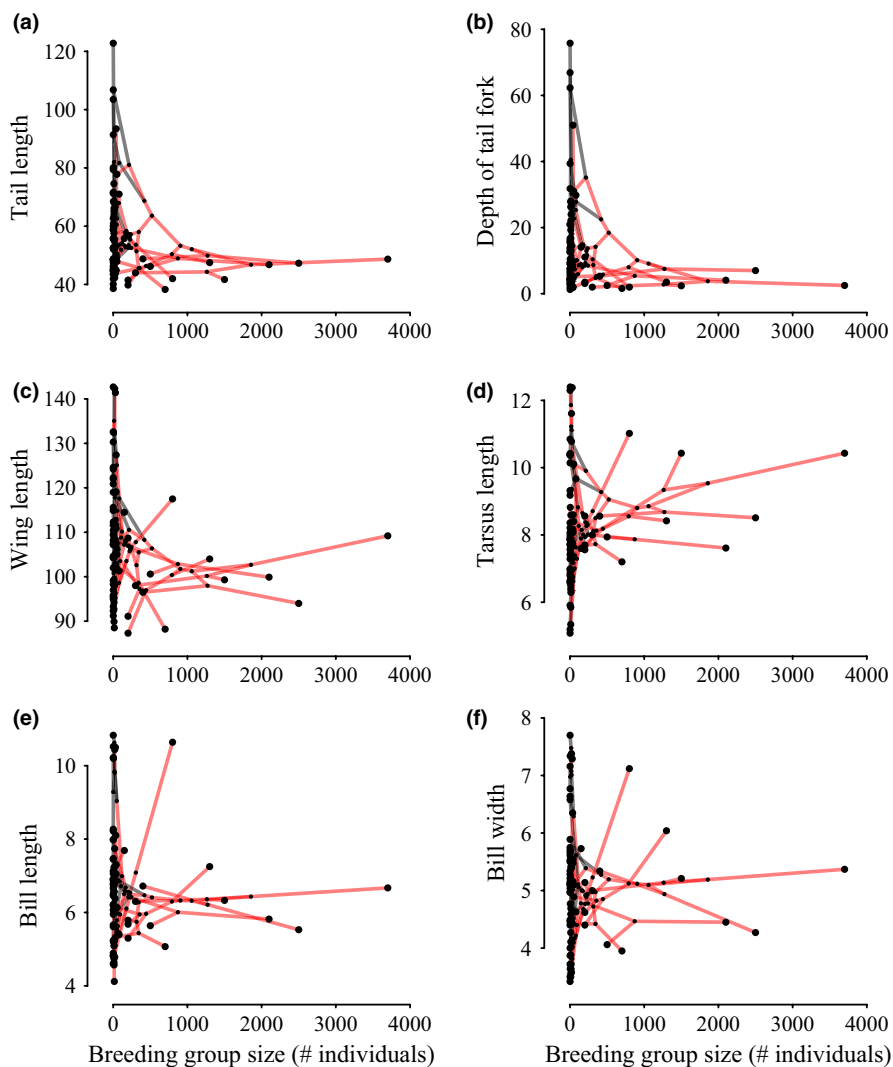 (a)
120
100
80
60
40
Tail length
0 1000 2000 3000 4000
(b)
80
60
40
20
0
Depth of tail fork
0 1000 2000 3000 4000
(c)
140
130
120
110
100
90
Wing length
0 1000 2000 3000 4000
(d)
12
10
8
6
Tarsus length
0 1000 2000 3000 4000
(e)
10
8
6
4
Bill length
0 1000 2000 3000 4000
Breeding group size (# individuals)
(f)
8
7
6
5
4
Bill width
0 1000 2000 3000 4000
Breeding group size (# individuals)